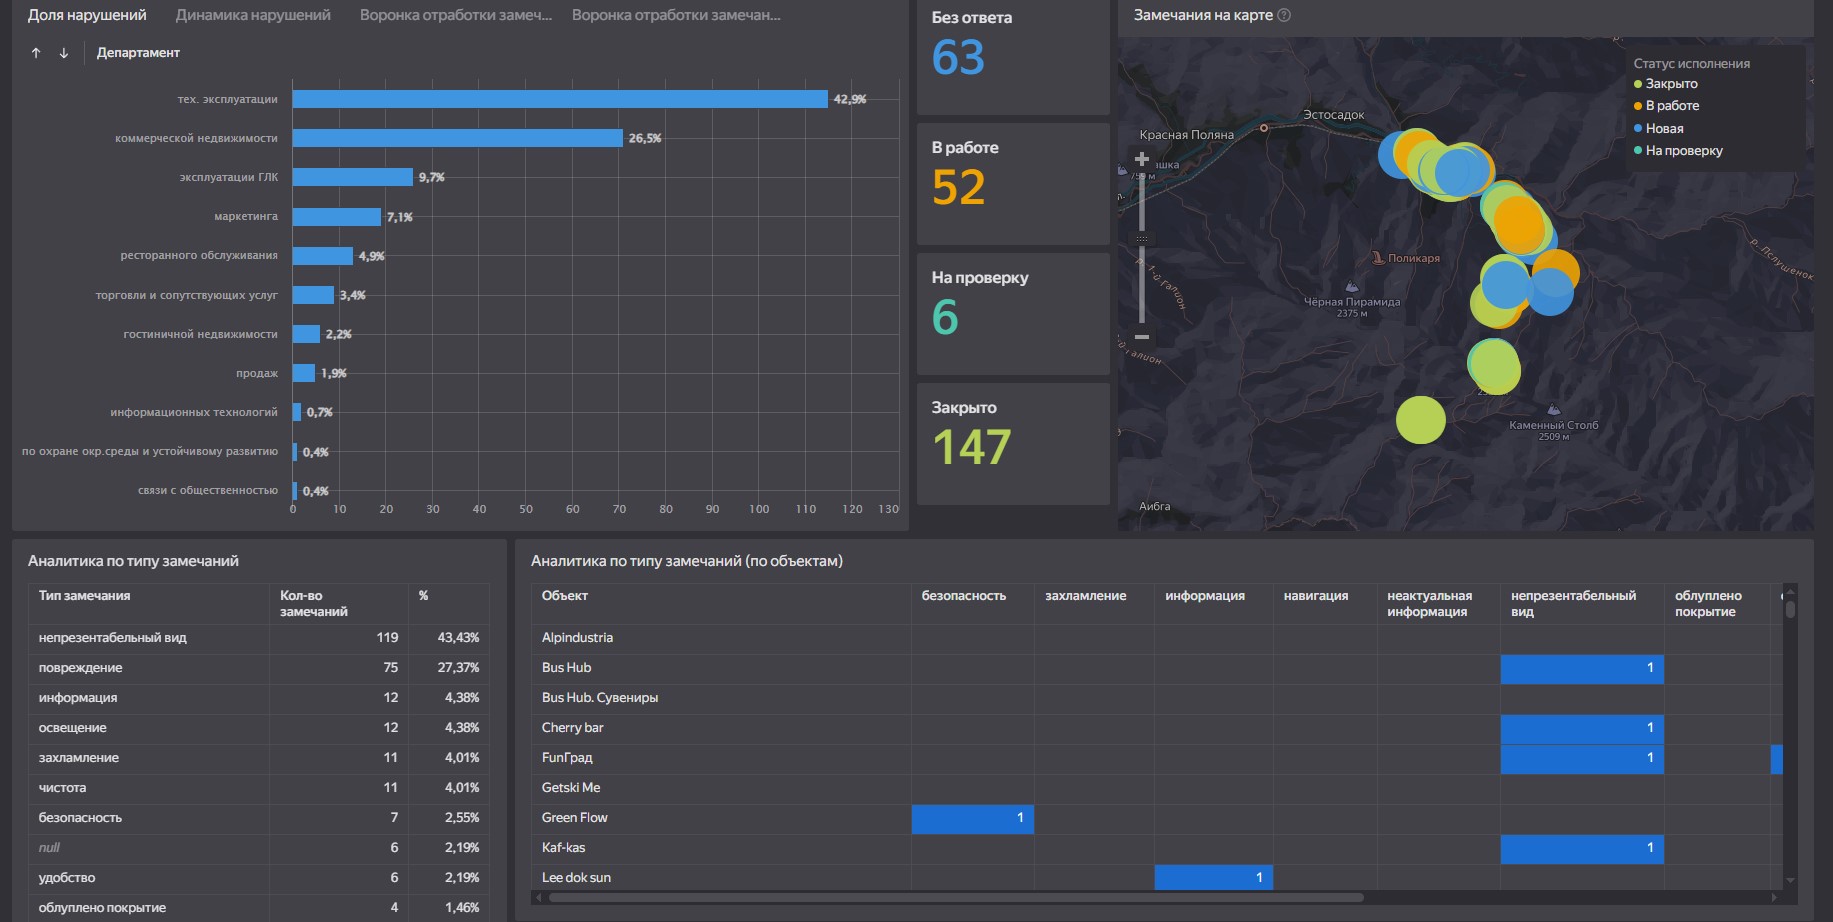 Доля нарушений
Динамика нарушений
Воронка отработки замеч...
Воронка отработки замечан...
↑ ↓ Департамент
тех. эксплуатации 42,9%
коммерческой недвижимости 26,5%
эксплуатации ГЛК 9,7%
маркетинга 7,1%
ресторанного обслуживания 4,9%
торговли и сопутствующих услуг 3,4%
гостиничной недвижимости 2,2%
продаж 1,9%
информационных технологий 0,7%
по охране окр.среды и устойчивому развитию 0,4%
связи с общественностью 0,4%
0 10 20 30 40 50 60 70 80 90 100 110 120 130
Без ответа
63
В работе
52
На проверку
6
Закрыто
147
Замечания на карте ?
Статус исполнения
Закрыто
В работе
Новая
На проверку
Эстосадок
Красная Поляна
р. Пслушенок
Поликаря
р. 1-й Галион
Чёрная Пирамида
2375 м
Каменный Столб
2509 м
Аибга
Аналитика по типу замечаний
Тип замечания Кол-во замечаний %
непрезентабельный вид 119 43,43%
повреждение 75 27,37%
информация 12 4,38%
освещение 12 4,38%
захламление 11 4,01%
чистота 11 4,01%
безопасность 7 2,55%
null 6 2,19%
удобство 6 2,19%
облуплено покрытие 4 1,46%
Аналитика по типу замечаний (по объектам)
Объект безопасность захламление информация навигация неактуальная информация непрезентабельный вид облуплено покрытие
Alpindustria
Bus Hub 1
Bus Hub. Сувениры
Cherry bar 1
FunГрад 1
Getski Me
Green Flow 1
Kaf-kas 1
Lee dok sun 1